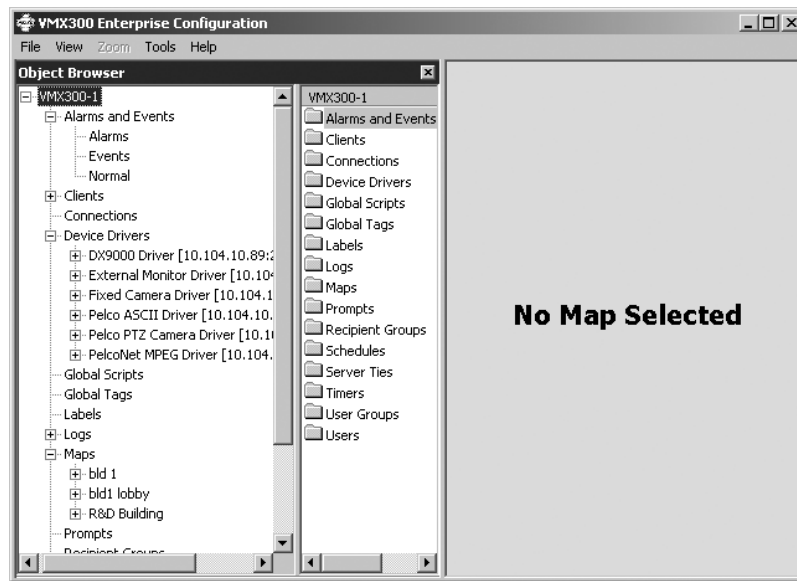 VMX300 Enterprise Configuration
File View Zoom Tools Help
Object Browser
VMX300-1
Alarms and Events
Alarms
Events
Normal
Clients
Connections
Device Drivers
DX9000 Driver [10.104.10.89:2
External Monitor Driver [10.104
Fixed Camera Driver [10.104.1
Pelco ASCII Driver [10.104.10.
Pelco PTZ Camera Driver [10.10
PelcoNet MPEG Driver [10.104.
Global Scripts
Global Tags
Labels
Logs
Maps
bld 1
bld1 lobby
R&D Building
Prompts
Recipient Groups
VMX300-1
Alarms and Events
Clients
Connections
Device Drivers
Global Scripts
Global Tags
Labels
Logs
Maps
Prompts
Recipient Groups
Schedules
Server Ties
Timers
User Groups
Users
No Map Selected